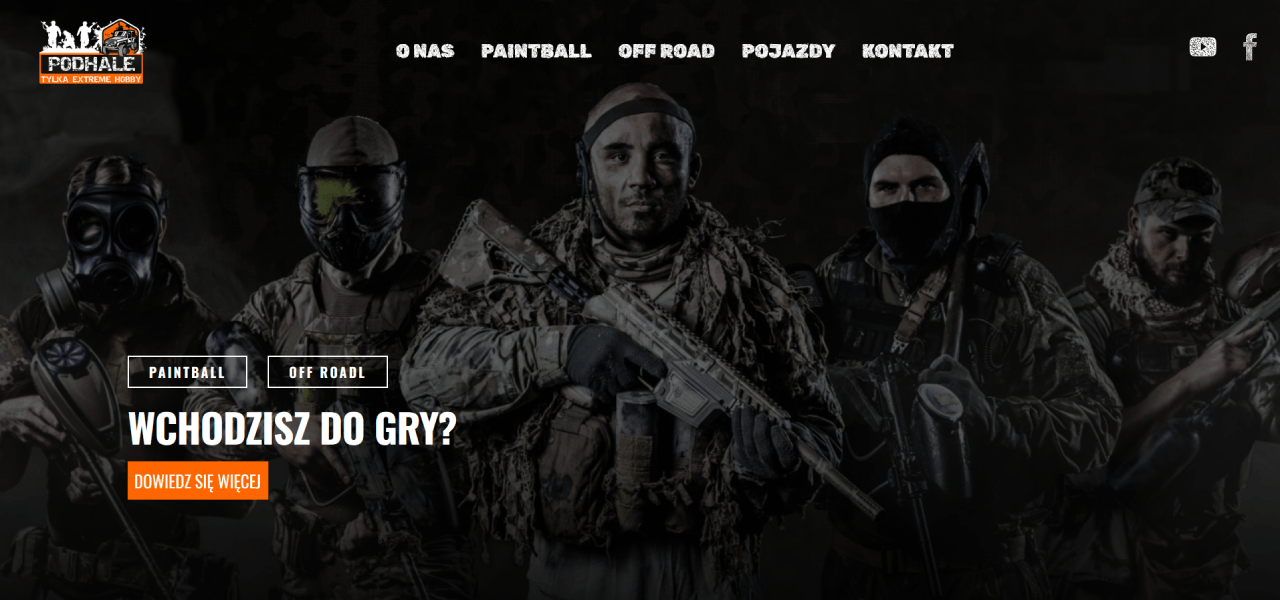 PODHALE
TYLKA EXTREME HOBBY
O NAS PAINTBALL OFF ROAD POJAZDY KONTAKT
PAINTBALL OFF ROADL
WCHODZISZ DO GRY?
DOWIEDZ SIĘ WIĘCEJ